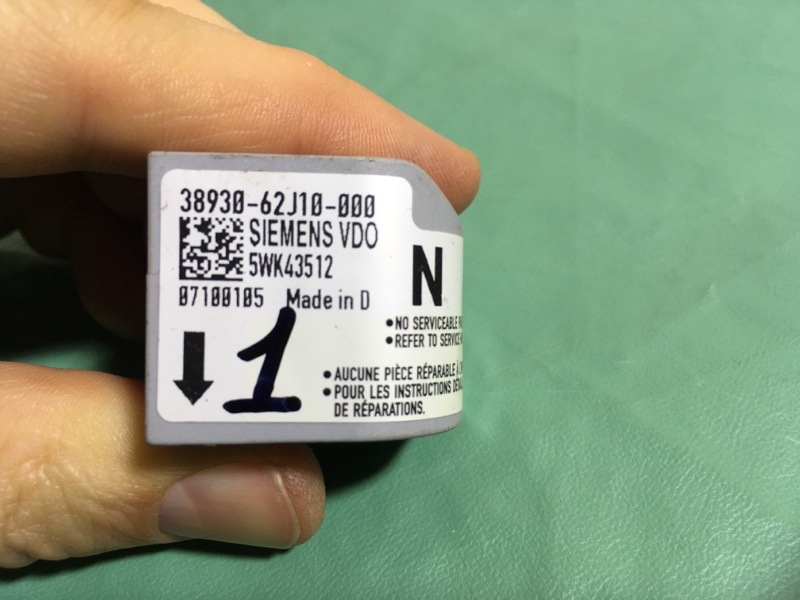 38930-62J10-000
SIEMENS VDO
5WK43512
07100105 Made in D
N
•NO SERVICEABLE
•REFER TO SERVICE
1
•AUCUNE PIÈCE RÉPARABLE À
•POUR LES INSTRUCTIONS
DE RÉPARATIONS.